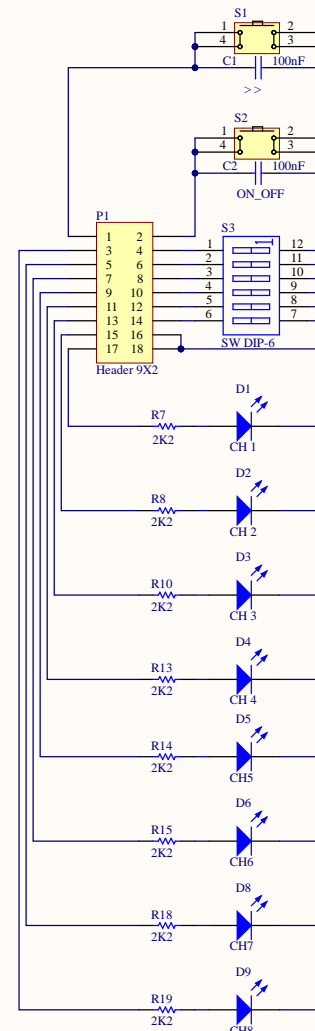 S1
1 2
4 3
C1 100nF
>>
S2
1 2
4 3
C2 100nF
ON_OFF
P1
S3
1 2
3 4 1 12
5 6 2 11
7 8 3 10
9 10 4 9
11 12 5 8
13 14 6 7
15 16
17 18
1
SW DIP-6
Header 9X2
D1
R7
2K2 CH 1
D2
R8
2K2 CH 2
D3
R10
2K2 CH 3
D4
R13
2K2 CH 4
D5
R14
2K2 CH5
D6
R15
2K2 CH6
D8
R18
2K2 CH7
D9
R19
2K2 CH8